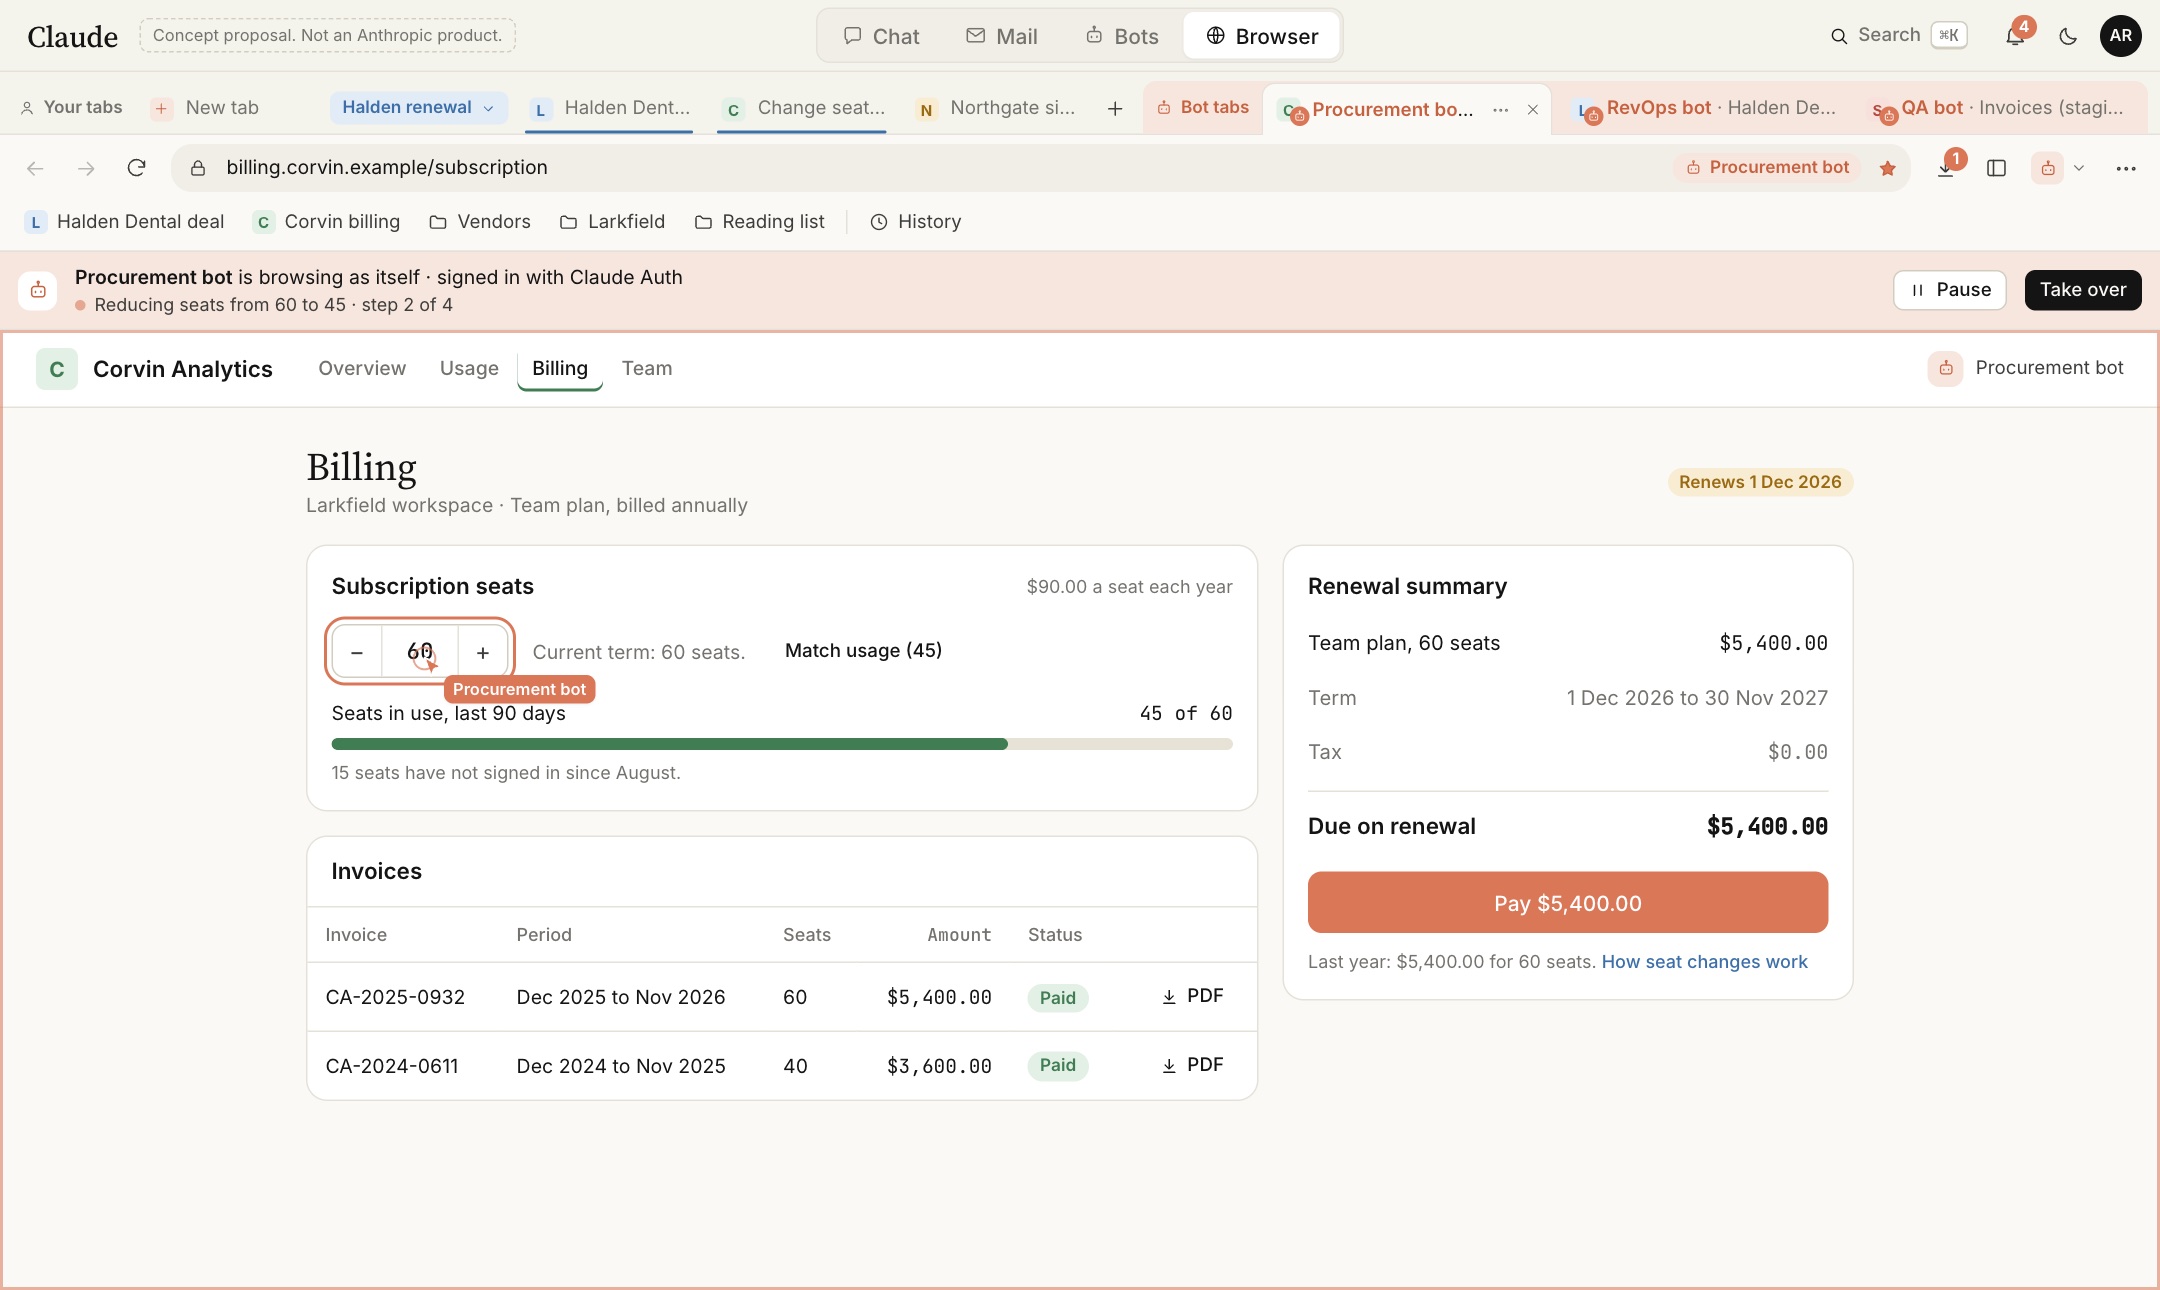 Claude
Concept proposal. Not an Anthropic product.
Chat
Mail
Bots
Browser
Search ⌘K
4
AR
Your tabs
New tab
Halden renewal
L Halden Dent...
C Change seat...
N Northgate si...
Bot tabs
C Procurement bo...
L RevOps bot · Halden De...
S QA bot · Invoices (stagi...
billing.corvin.example/subscription
Procurement bot
1
L Halden Dental deal
C Corvin billing
Vendors
Larkfield
Reading list
History
Procurement bot is browsing as itself · signed in with Claude Auth
Reducing seats from 60 to 45 · step 2 of 4
Pause
Take over
C Corvin Analytics
Overview
Usage
Billing
Team
Procurement bot
Billing
Larkfield workspace · Team plan, billed annually
Renews 1 Dec 2026
Subscription seats
$90.00 a seat each year
− 60 +
Current term: 60 seats.
Match usage (45)
Procurement bot
Seats in use, last 90 days
45 of 60
15 seats have not signed in since August.
Renewal summary
Team plan, 60 seats $5,400.00
Term 1 Dec 2026 to 30 Nov 2027
Tax $0.00
Due on renewal $5,400.00
Pay $5,400.00
Last year: $5,400.00 for 60 seats. How seat changes work
Invoices
Invoice Period Seats Amount Status
CA-2025-0932 Dec 2025 to Nov 2026 60 $5,400.00 Paid PDF
CA-2024-0611 Dec 2024 to Nov 2025 40 $3,600.00 Paid PDF